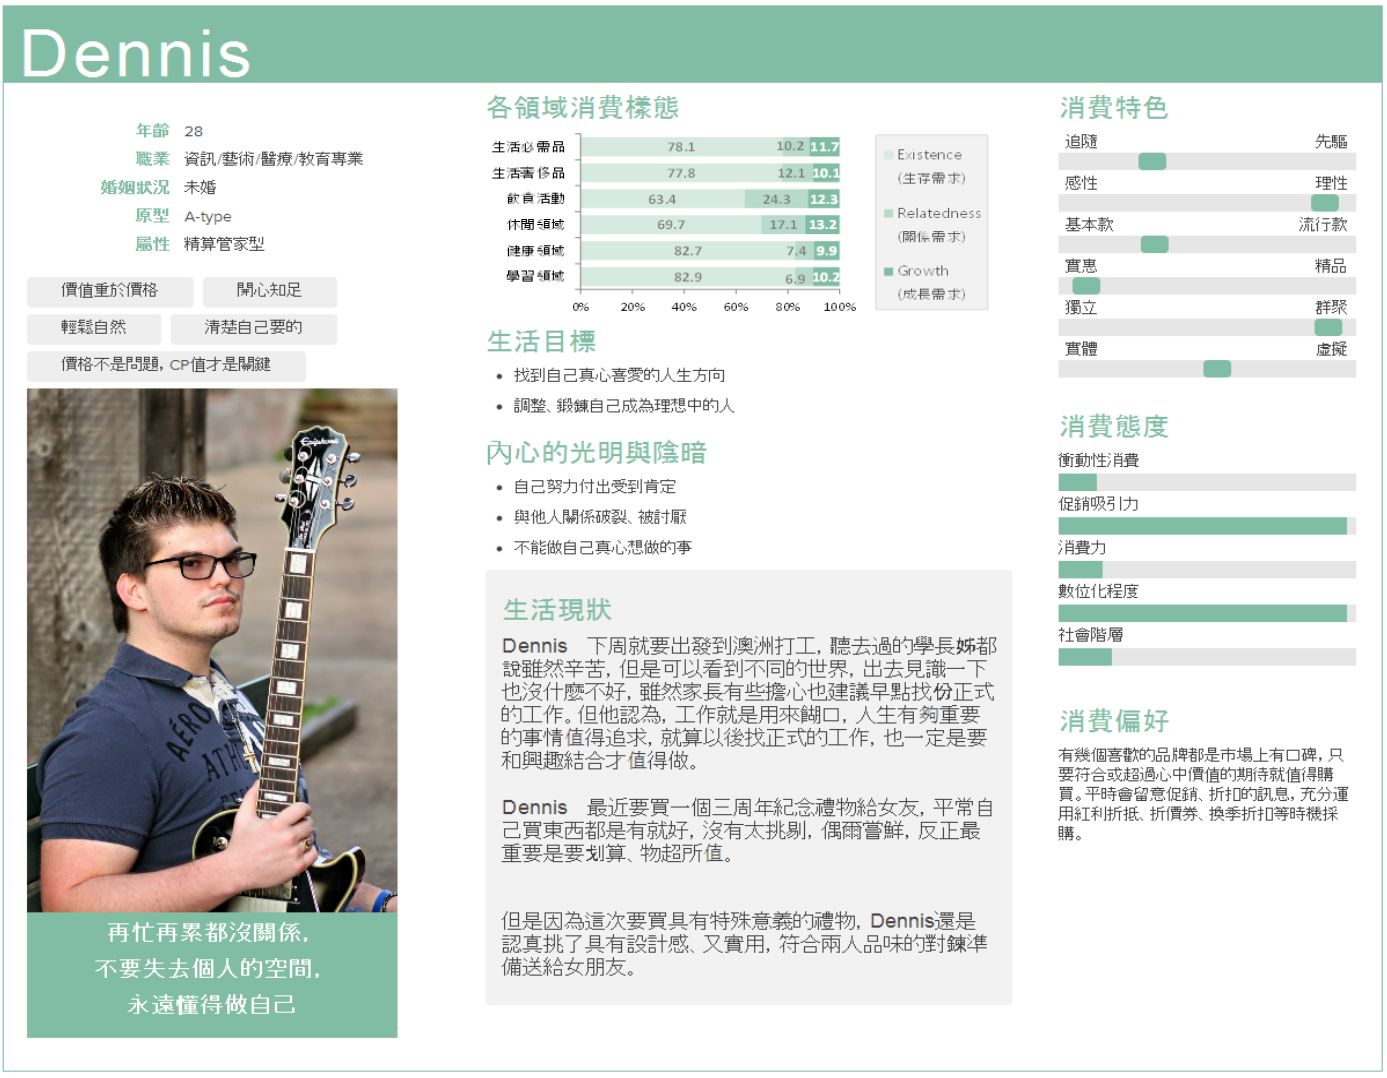 Dennis
年齡 28
職業 資訊/藝術/醫療/教育專業
婚姻狀況 未婚
原型 A-type
屬性 精算管家型
價值重於價格 開心知足
輕鬆自然 清楚自己要的
價格不是問題, CP值才是關鍵
Epiphone
AÉRO
ATHL
再忙再累都沒關係,
不要失去個人的空間,
永遠懂得做自己
各領域消費樣態
生活必需品 78.1 10.2 11.7
生活奢侈品 77.8 12.1 10.1
飲食活動 63.4 24.3 12.3
休閒領域 69.7 17.1 13.2
健康領域 82.7 7.4 9.9
學習領域 82.9 6.9 10.2
0% 20% 40% 60% 80% 100%
Existence
(生存需求)
Relatedness
(關係需求)
Growth
(成長需求)
生活目標
• 找到自己真心喜愛的人生方向
• 調整、鍛鍊自己成為理想中的人
內心的光明與陰暗
• 自己努力付出受到肯定
• 與他人關係破裂、被討厭
• 不能做自己真心想做的事
生活現狀
Dennis 下周就要出發到澳洲打工, 聽去過的學長姊都
說雖然辛苦, 但是可以看到不同的世界, 出去見識一下
也沒什麼不好, 雖然家長有些擔心也建議早點找份正式
的工作。但他認為, 工作就是用來餬口, 人生有夠重要
的事情值得追求, 就算以後找正式的工作, 也一定是要
和興趣結合才值得做。
Dennis 最近要買一個三周年紀念禮物給女友, 平常自
己買東西都是有就好, 沒有太挑剔, 偶爾嘗鮮, 反正最
重要是要划算、物超所值。
但是因為這次要買具有特殊意義的禮物, Dennis還是
認真挑了具有設計感、又實用, 符合兩人品味的對鍊準
備送給女朋友。
消費特色
追隨 先驅
感性 理性
基本款 流行款
實惠 精品
獨立 群聚
實體 虛擬
消費態度
衝動性消費
促銷吸引力
消費力
數位化程度
社會階層
消費偏好
有幾個喜歡的品牌都是市場上有口碑, 只
要符合或超過心中價值的期待就值得購
買。平時會留意促銷、折扣的訊息, 充分運
用紅利折抵、折價券、換季折扣等時機採
購。